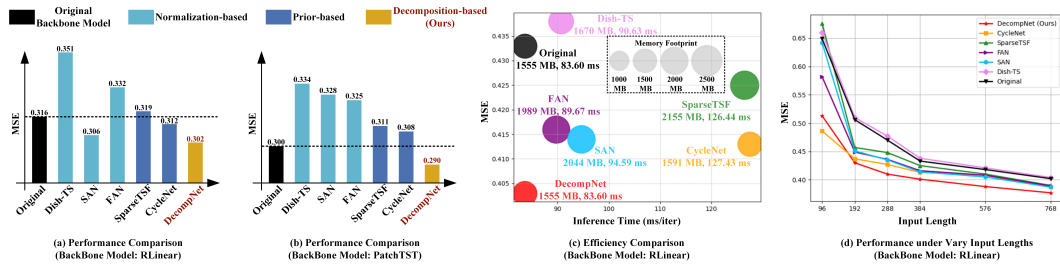 Original
BackBone Model
Normalization-based
Prior-based
Decomposition-based
(Ours)
MSE
0.316
0.351
0.306
0.332
0.319
0.312
0.302
Original
Dish-TS
SAN
FAN
SparseTSF
CycleNet
DecompNet
(a) Performance Comparison
(BackBone Model: RLinear)
MSE
0.300
0.334
0.328
0.325
0.311
0.308
0.290
Original
Dish-TS
SAN
FAN
SparseTSF
CycleNet
DecompNet
(b) Performance Comparison
(BackBone Model: PatchTST)
MSE
0.435
0.430
0.425
0.420
0.415
0.410
0.405
Dish-TS
1670 MB, 90.63 ms
Original
1555 MB, 83.60 ms
Memory Footprint
1000
MB
1500
MB
2000
MB
2500
MB
FAN
1989 MB, 89.67 ms
SparseTSF
2155 MB, 126.44 ms
SAN
2044 MB, 94.59 ms
CycleNet
1591 MB, 127.43 ms
DecompNet
1555 MB, 83.60 ms
90
100
110
120
Inference Time (ms/iter)
(c) Efficiency Comparison
(BackBone Model: RLinear)
MSE
0.65
0.60
0.55
0.50
0.45
0.40
DecompNet (Ours)
CycleNet
SparseTSF
FAN
SAN
Dish-TS
Original
96
192
288
384
576
768
Input Length
(d) Performance under Vary Input Lengths
(BackBone Model: RLinear)